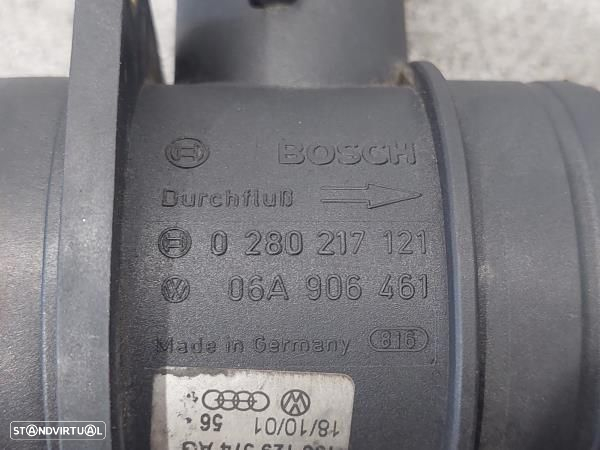 BOSCH
Durchfluß
0 280 217 121
06A 906 461
Made in Germany 816
56
18/10/01
STANDVIRTUAL